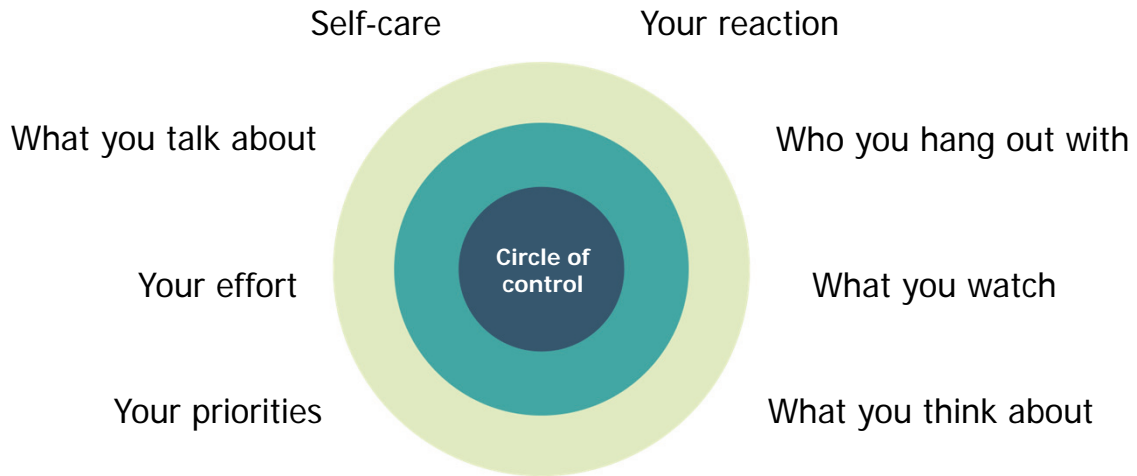 Self-care
Your reaction
What you talk about
Who you hang out with
Circle of
control
Your effort
What you watch
Your priorities
What you think about